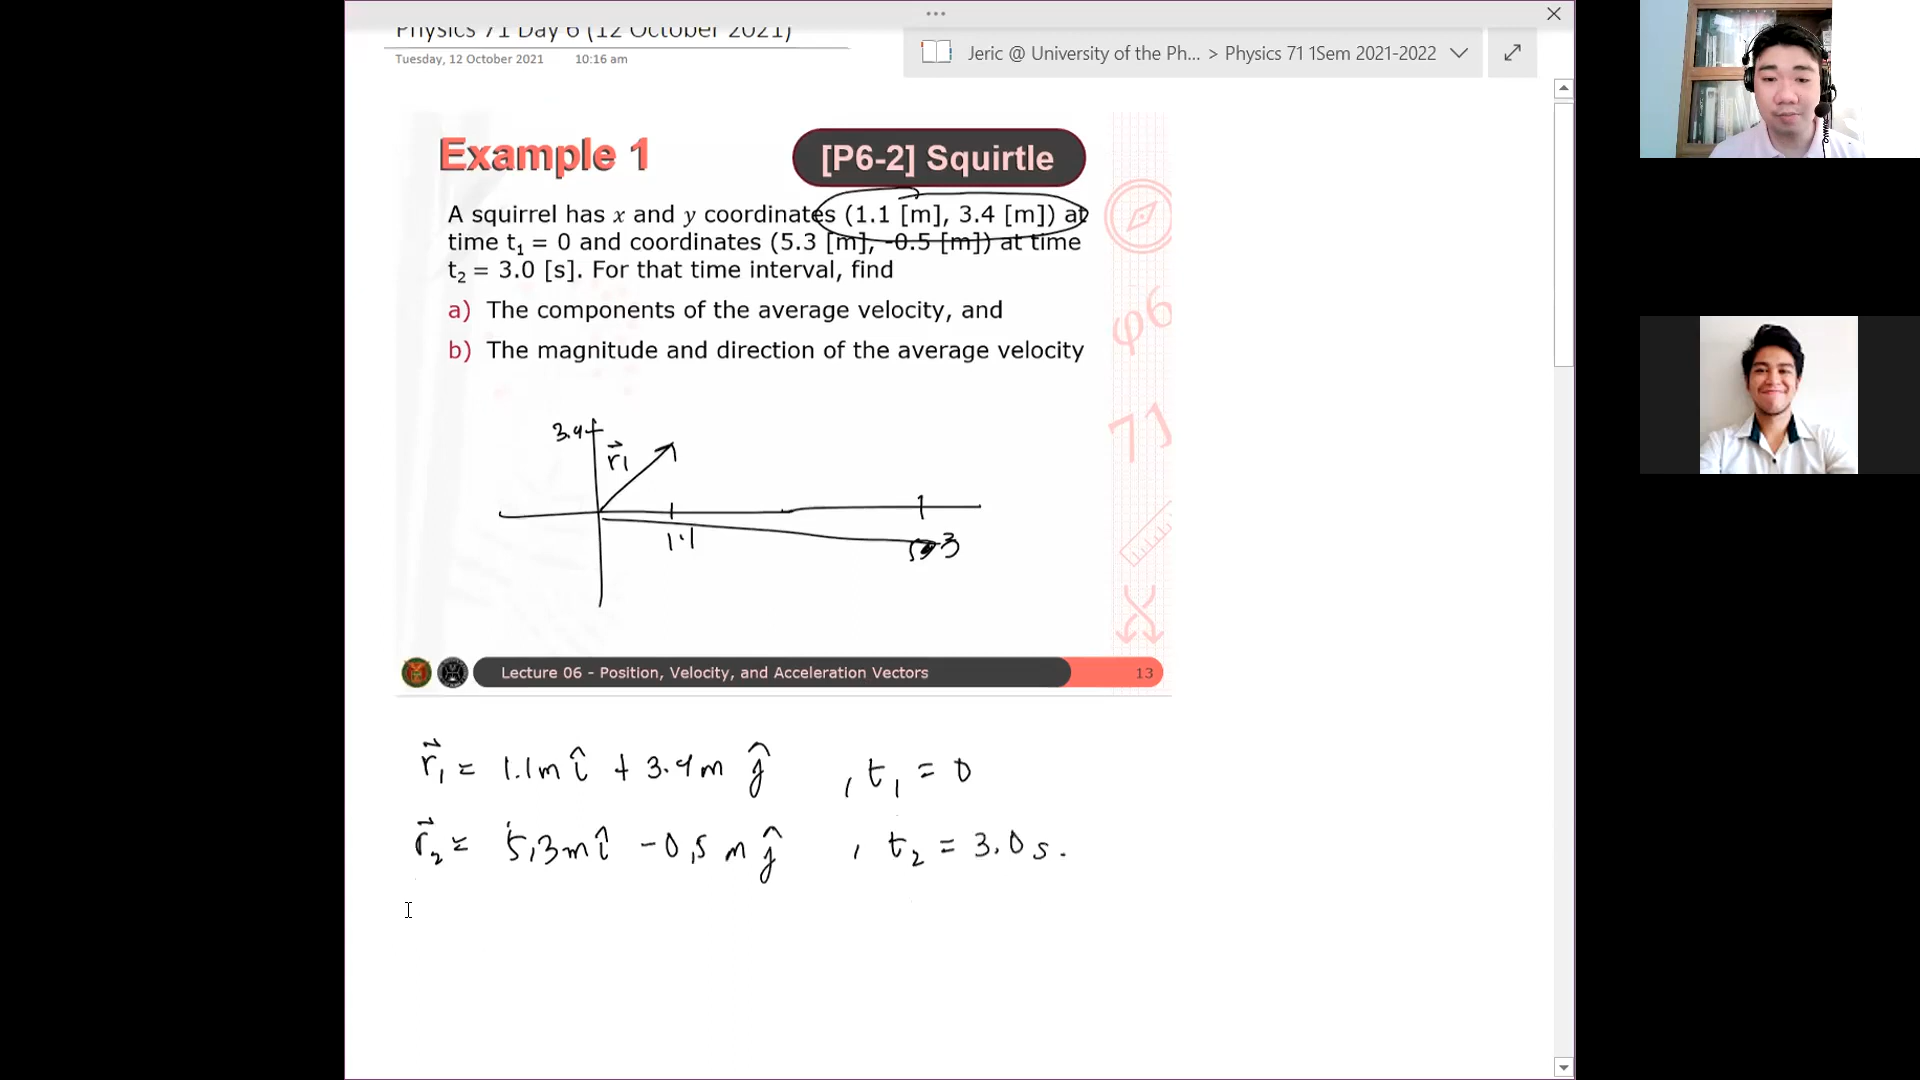 Physics 71 Day 6 (12 October 2021)
Tuesday, 12 October 2021 10:16 am
Jeric @ University of the Ph... > Physics 71 1Sem 2021-2022
Example 1
[P6-2] Squirtle
A squirrel has x and y coordinates (1.1 [m], 3.4 [m]) at
time t₁ = 0 and coordinates (5.3 [m], -0.5 [m]) at time
t₂ = 3.0 [s]. For that time interval, find
a) The components of the average velocity, and
b) The magnitude and direction of the average velocity
3.4
r⃗₁
1.1
5.3
φ6
71
Lecture 06 - Position, Velocity, and Acceleration Vectors
13
r⃗₁ = 1.1m î + 3.4m ĵ , t₁ = 0
r⃗₂ = 5.3m î - 0.5 m ĵ , t₂ = 3.0 s.